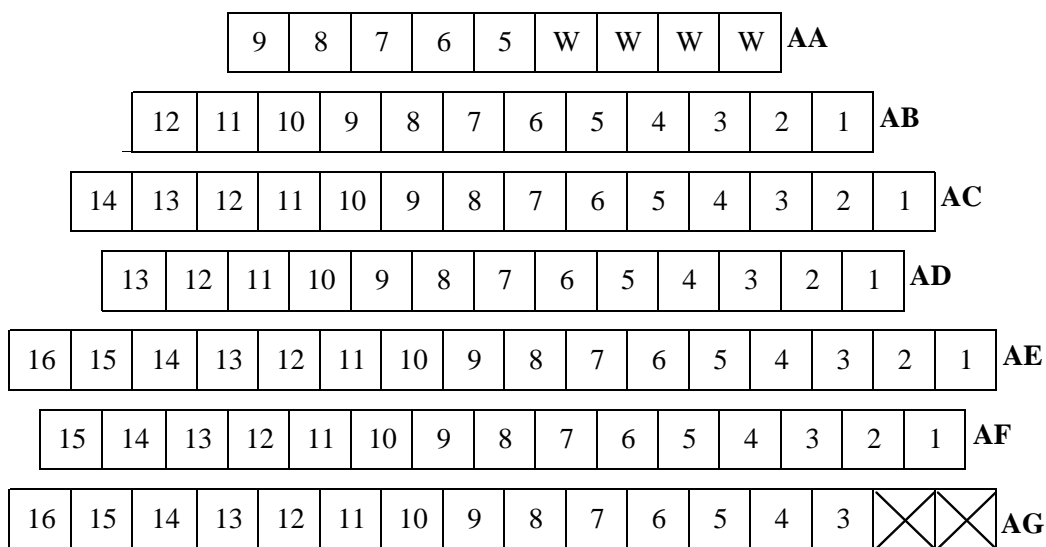 9 8 7 6 5 W W W W AA
12 11 10 9 8 7 6 5 4 3 2 1 AB
14 13 12 11 10 9 8 7 6 5 4 3 2 1 AC
13 12 11 10 9 8 7 6 5 4 3 2 1 AD
16 15 14 13 12 11 10 9 8 7 6 5 4 3 2 1 AE
15 14 13 12 11 10 9 8 7 6 5 4 3 2 1 AF
16 15 14 13 12 11 10 9 8 7 6 5 4 3 AG